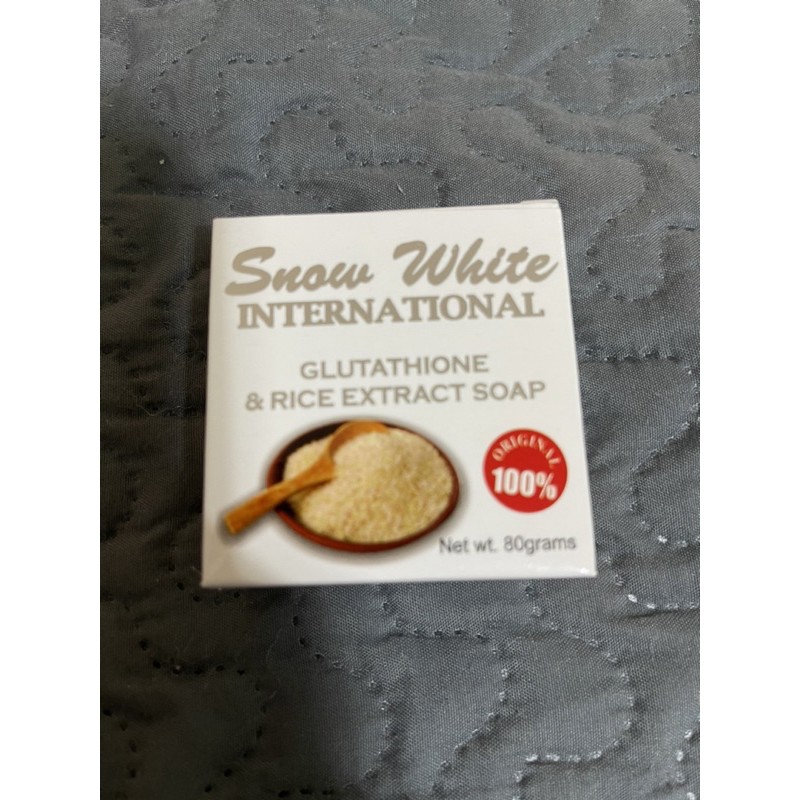 Snow White
INTERNATIONAL
GLUTATHIONE
& RICE EXTRACT SOAP
ORIGINAL
100%
Net wt. 80grams